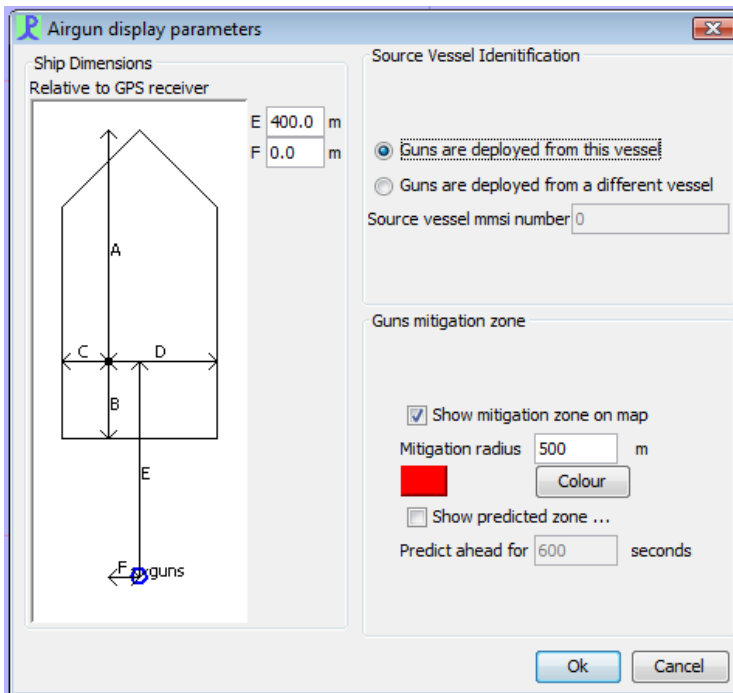 Airgun display parameters
Ship Dimensions
Relative to GPS receiver
E 400.0 m
F 0.0 m
A
C D
B
E
F airguns
Source Vessel Idenitification
Guns are deployed from this vessel
Guns are deployed from a different vessel
Source vessel mmsi number 0
Guns mitigation zone
Show mitigation zone on map
Mitigation radius 500 m
Colour
Show predicted zone ...
Predict ahead for 600 seconds
Ok Cancel